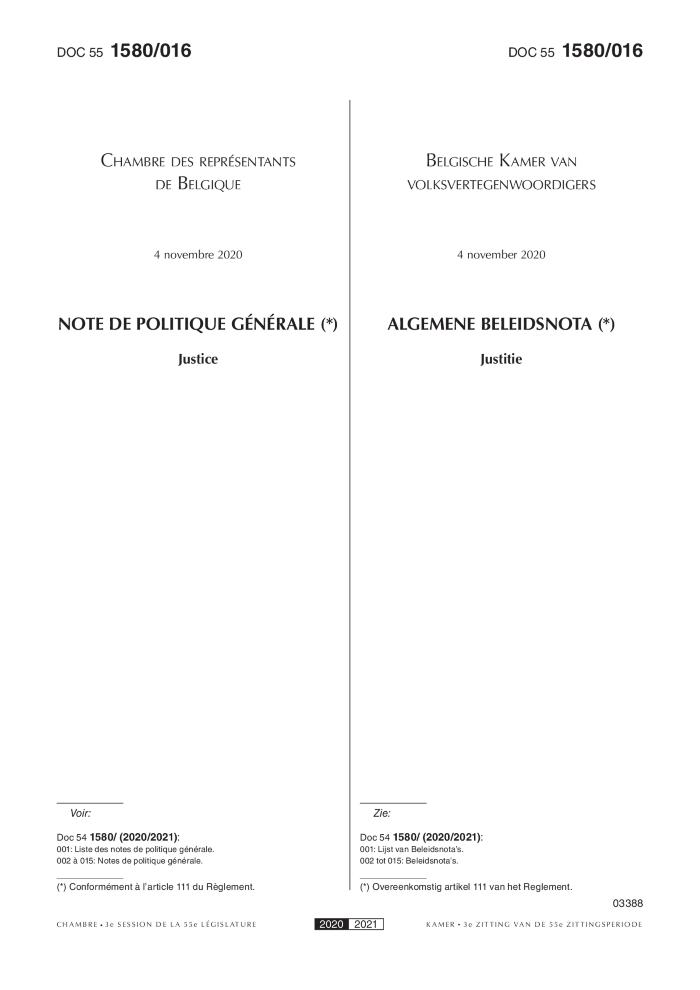 DOC 55 1580/016
DOC 55 1580/016
Chambre des représentants
de Belgique
4 novembre 2020
NOTE DE POLITIQUE GÉNÉRALE (*)
Justice
Voir:
Doc 54 1580/ (2020/2021):
001: Liste des notes de politique générale.
002 à 015: Notes de politique générale.
(*) Conformément à l'article 111 du Règlement.
Belgische Kamer van
volksvertegenwoordigers
4 november 2020
ALGEMENE BELEIDSNOTA (*)
Justitie
Zie:
Doc 54 1580/ (2020/2021):
001: Lijst van Beleidsnota's.
002 tot 015: Beleidsnota's.
(*) Overeenkomstig artikel 111 van het Reglement.
03388
CHAMBRE • 3e SESSION DE LA 55e LÉGISLATURE
2020 2021
KAMER • 3e ZITTING VAN DE 55e ZITTINGSPERIODE